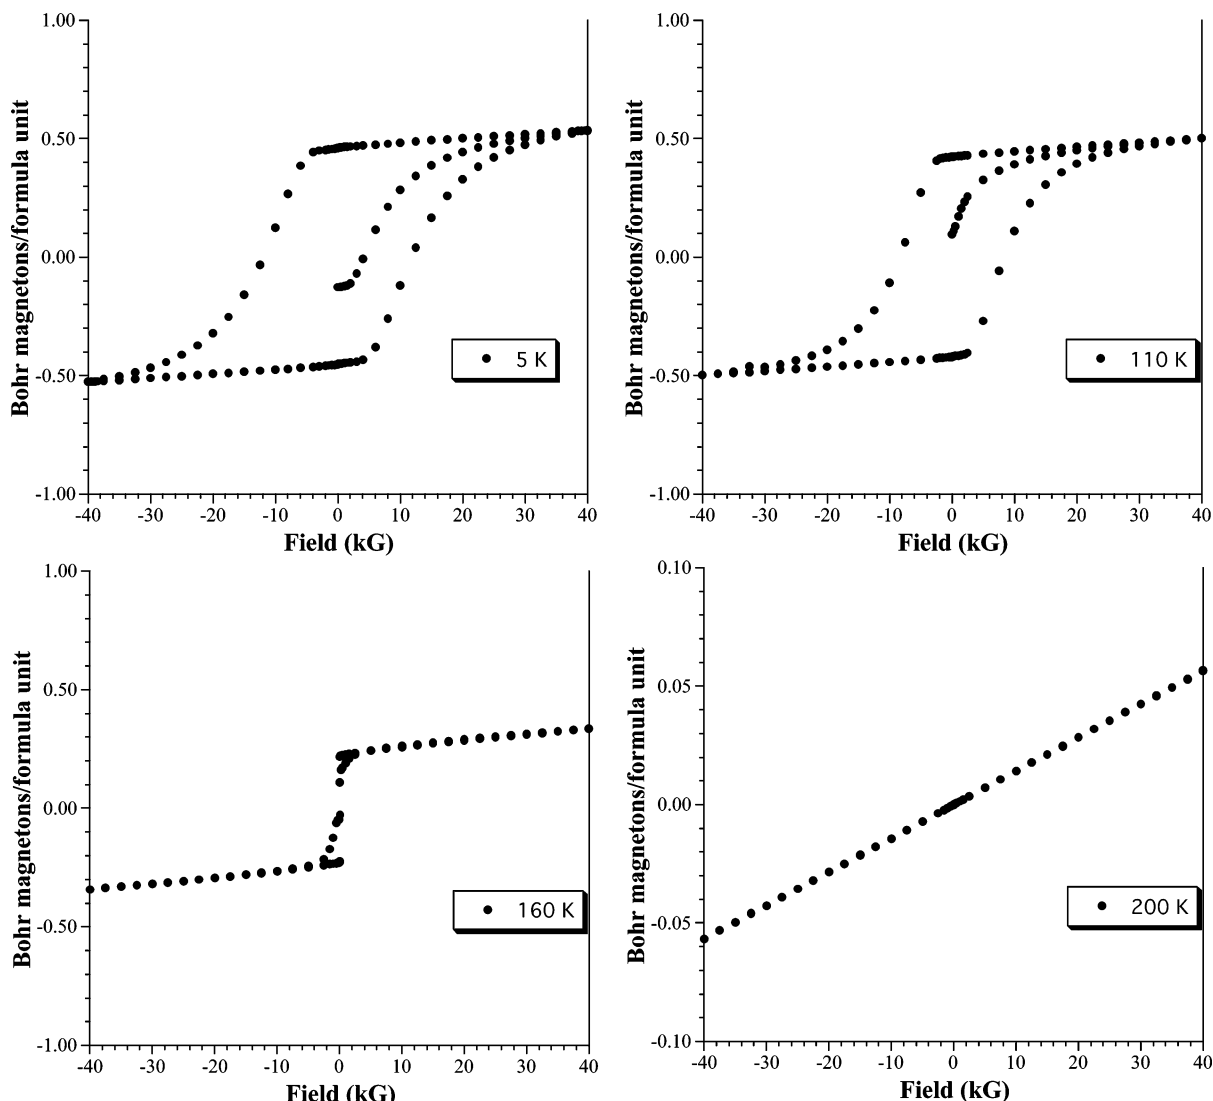 1.00
0.50
0.00
-0.50
-1.00
Bohr magnetons/formula unit
5 K
-40 -30 -20 -10 0 10 20 30 40
Field (kG)
1.00
0.50
0.00
-0.50
-1.00
Bohr magnetons/formula unit
110 K
-40 -30 -20 -10 0 10 20 30 40
Field (kG)
1.00
0.50
0.00
-0.50
-1.00
Bohr magnetons/formula unit
160 K
-40 -30 -20 -10 0 10 20 30 40
Field (kG)
0.10
0.05
0.00
-0.05
-0.10
Bohr magnetons/formula unit
200 K
-40 -30 -20 -10 0 10 20 30 40
Field (kG)